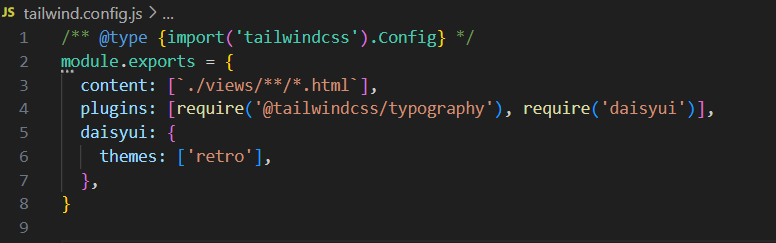 JS tailwind.config.js > ...
1 /** @type {import('tailwindcss').Config} */
2 module.exports = {
3   content: [`./views/**/*.html`],
4   plugins: [require('@tailwindcss/typography'), require('daisyui')],
5   daisyui: {
6     themes: ['retro'],
7   },
8 }
9